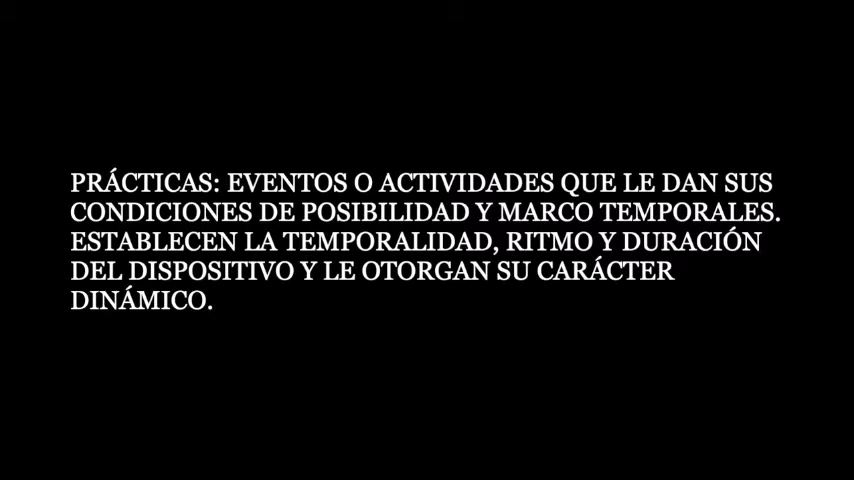 PRÁCTICAS: EVENTOS O ACTIVIDADES QUE LE DAN SUS
CONDICIONES DE POSIBILIDAD Y MARCO TEMPORALES.
ESTABLECEN LA TEMPORALIDAD, RITMO Y DURACIÓN
DEL DISPOSITIVO Y LE OTORGAN SU CARÁCTER
DINÁMICO.